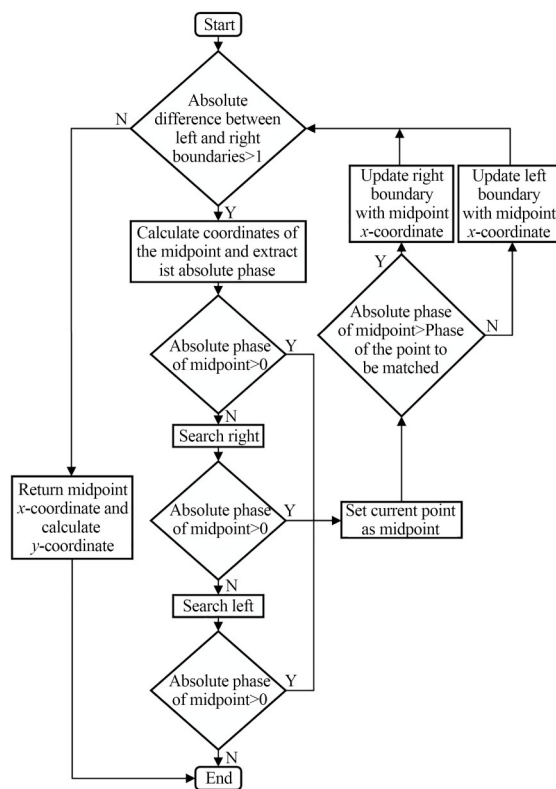 Start
N
Absolute
difference between
left and right
boundaries>1
Y
Calculate coordinates of
the midpoint and extract
ist absolute phase
Absolute phase
of midpoint>0
Y
N
Search right
Absolute phase
of midpoint>0
Y
N
Search left
Absolute phase
of midpoint>0
Y
N
End
Return midpoint
x-coordinate and
calculate
y-coordinate
Set current point
as midpoint
Absolute phase
of midpoint>Phase
of the point to
be matched
Y
N
Update right
boundary
with midpoint
x-coordinate
Update left
boundary
with midpoint
x-coordinate